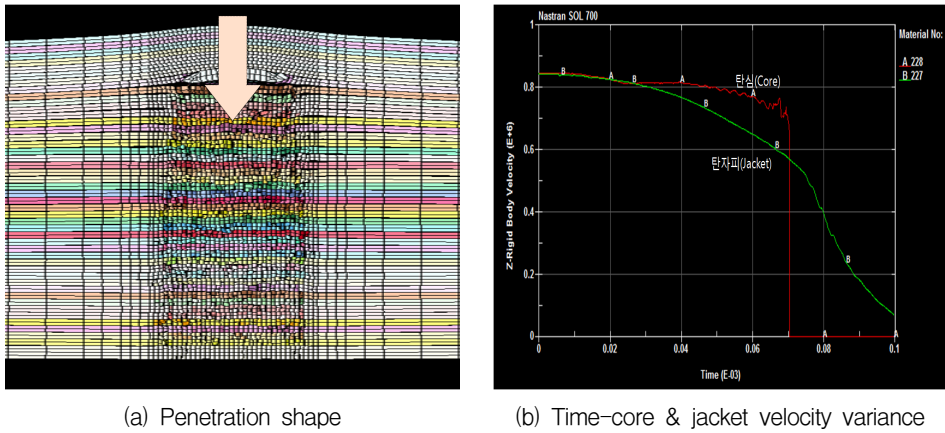 Nastran SOL 700
Material No:
A 228
B 227
Z-Rigid Body Velocity (E+6)
1
0.8
0.6
0.4
0.2
0
B
A
B
A
탄심(Core)
A
B
B
탄자피(Jacket)
B
A
A
0
0.02
0.04
0.06
0.08
0.1
Time (E-03)
(a) Penetration shape
(b) Time-core & jacket velocity variance